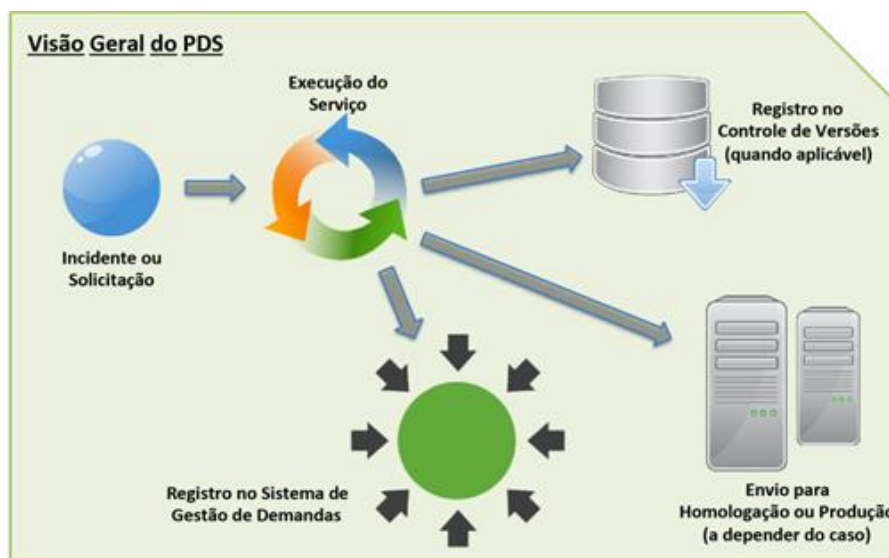 Visão Geral do PDS
Execução do
Serviço
Registro no
Controle de Versões
(quando aplicável)
Incidente ou
Solicitação
Registro no Sistema de
Gestão de Demandas
Envio para
Homologação ou Produção
(a depender do caso)